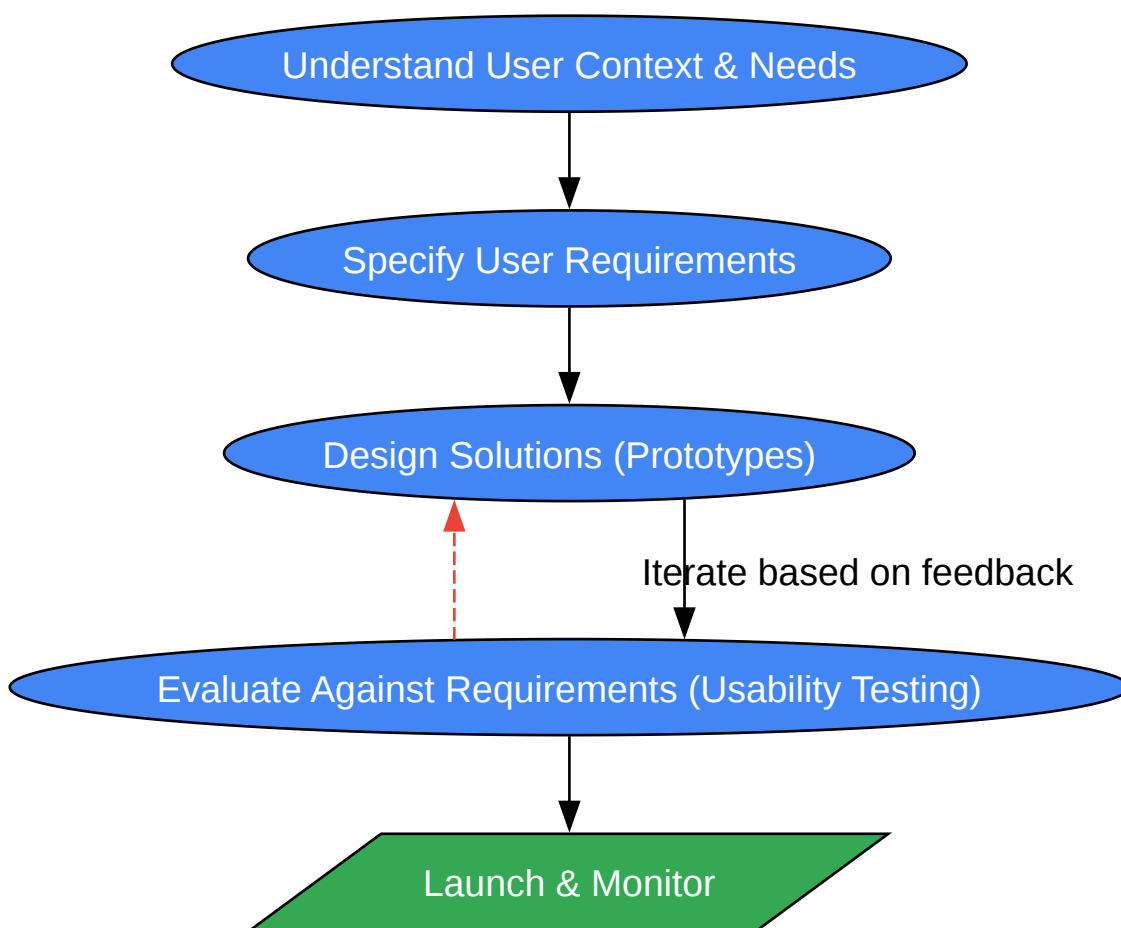 Understand User Context & Needs
Specify User Requirements
Design Solutions (Prototypes)
Iterate based on feedback
Evaluate Against Requirements (Usability Testing)
Launch & Monitor